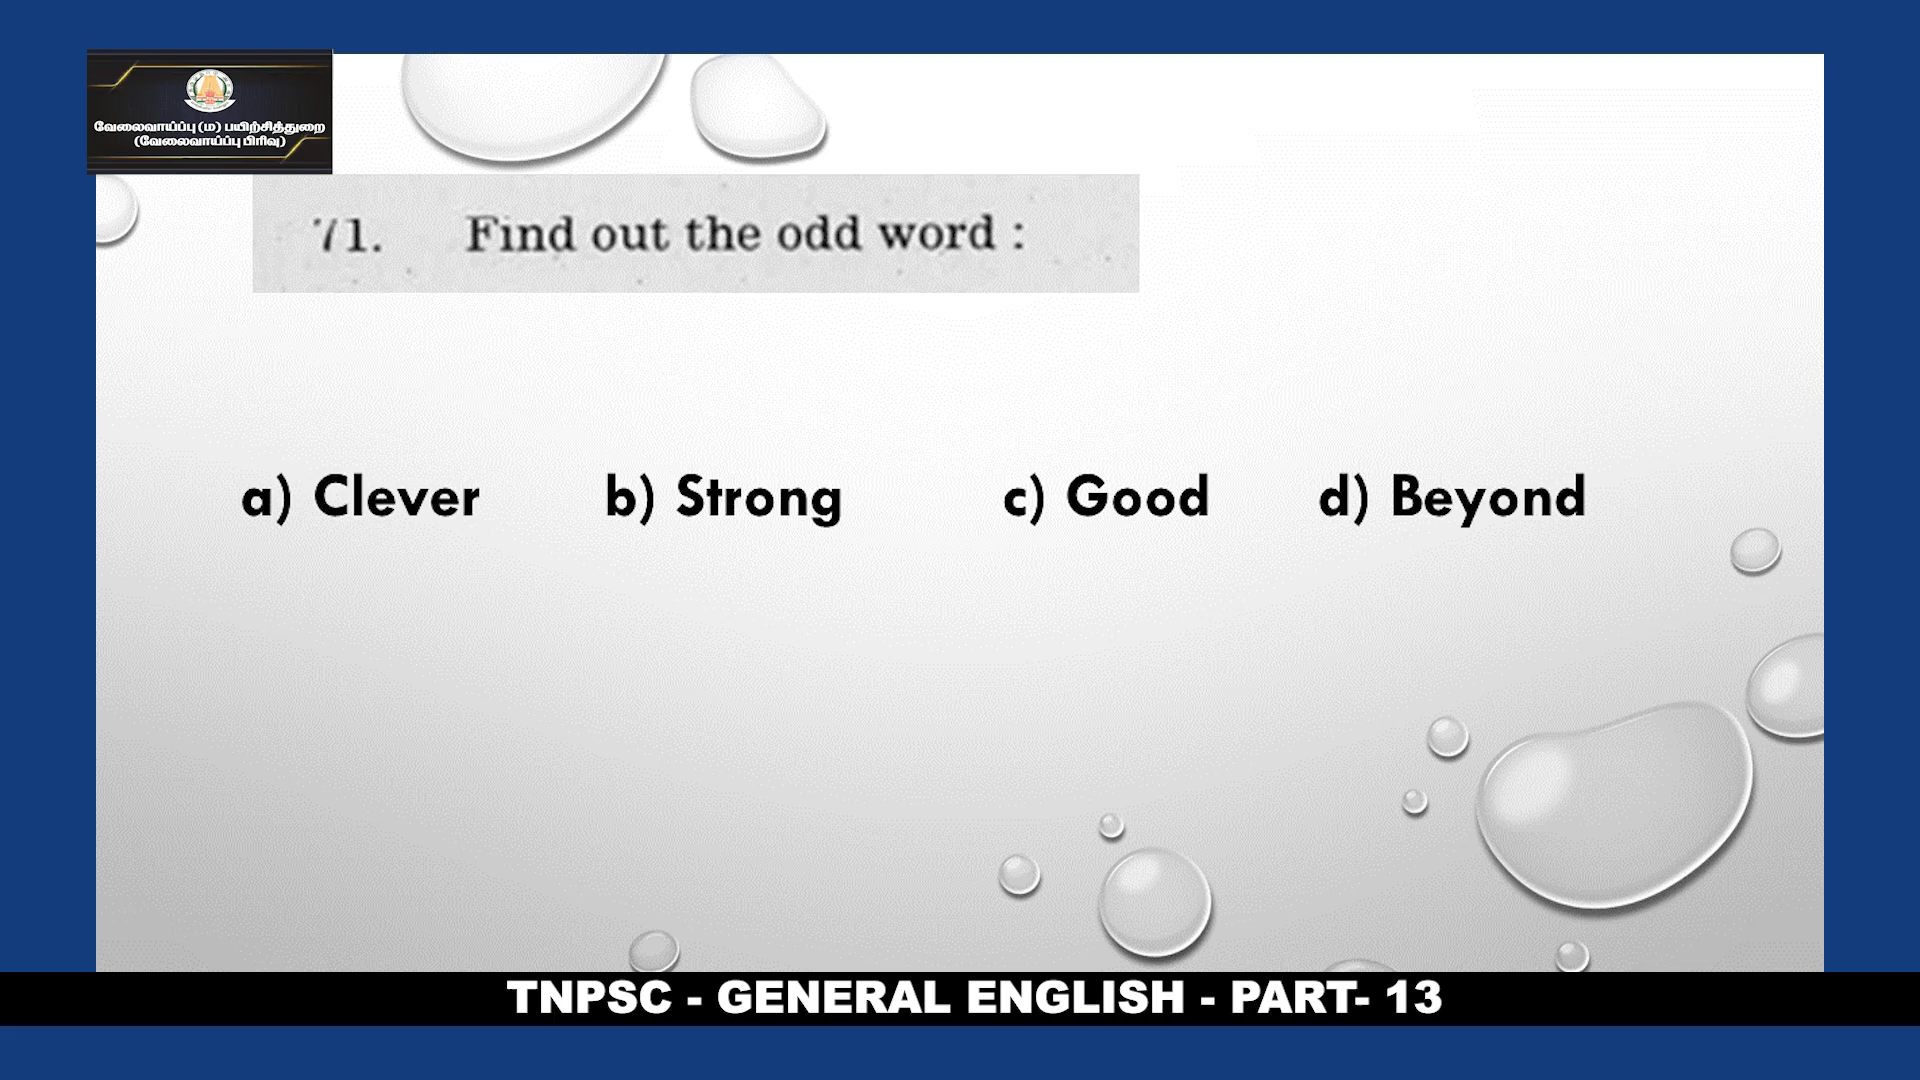 வேலைவாய்ப்பு (ம) பயிற்சித்துறை
(வேலைவாய்ப்பு பிரிவு)
71. Find out the odd word :
a) Clever b) Strong c) Good d) Beyond
TNPSC - GENERAL ENGLISH - PART- 13